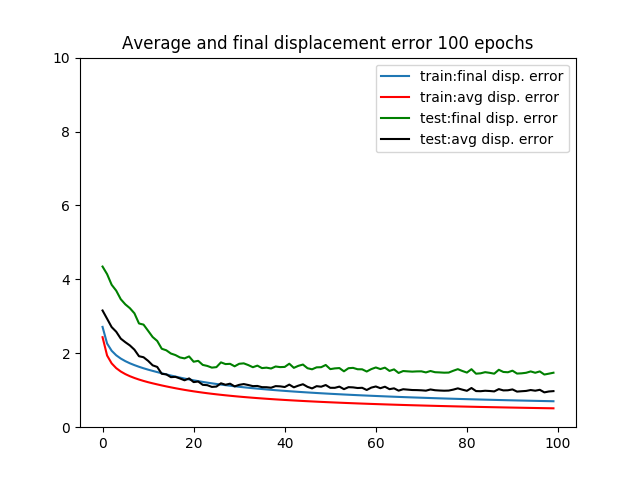 Average and final displacement error 100 epochs
10
8
6
4
2
0
train:final disp. error
train:avg disp. error
test:final disp. error
test:avg disp. error
0 20 40 60 80 100